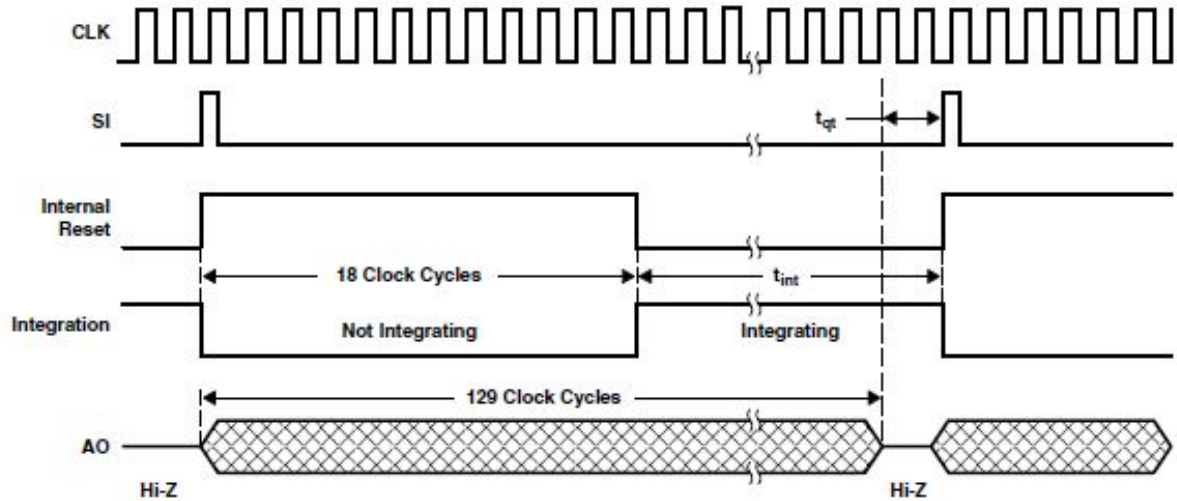 CLK
SI
t_qt
Internal
Reset
18 Clock Cycles
t_int
Integration
Not Integrating
Integrating
129 Clock Cycles
AO
Hi-Z
Hi-Z